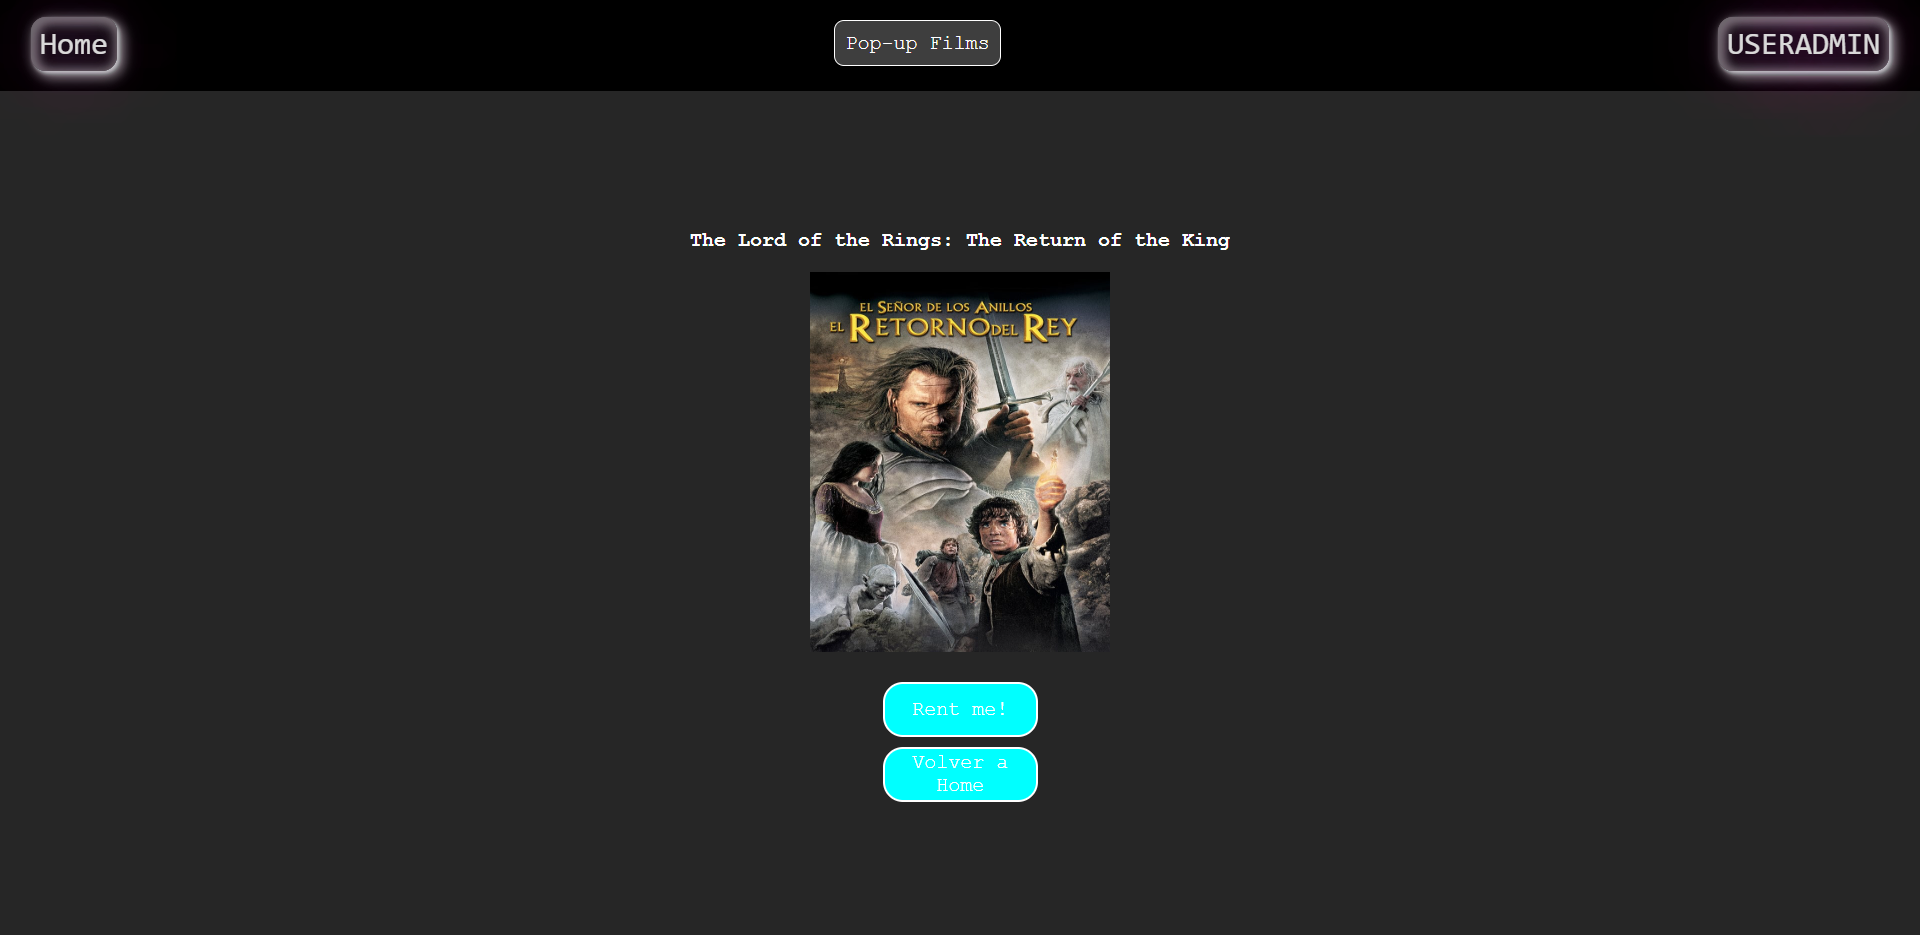 Home
Pop-up Films
USERADMIN
The Lord of the Rings: The Return of the King
EL SEÑOR DE LOS ANILLOS
EL RETORNO DEL REY
Rent me!
Volver a
Home